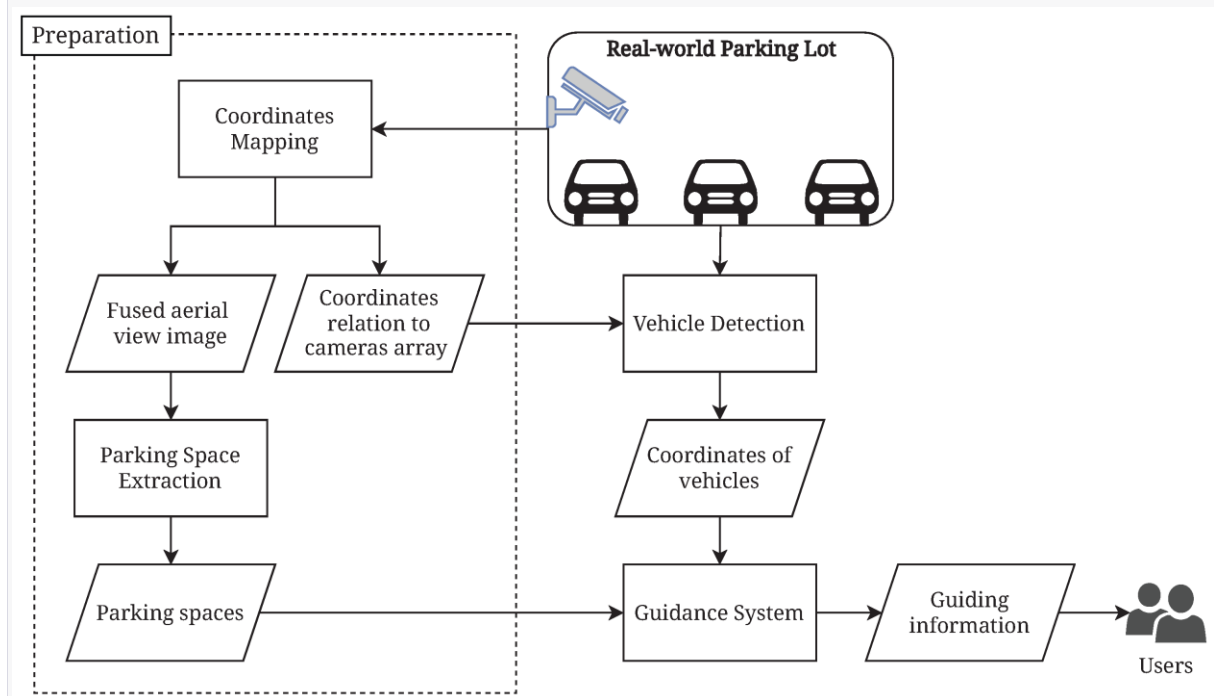 Preparation
Real-world Parking Lot
Coordinates
Mapping
Fused aerial
view image
Coordinates
relation to
cameras array
Vehicle Detection
Parking Space
Extraction
Coordinates of
vehicles
Parking spaces
Guidance System
Guiding
information
Users